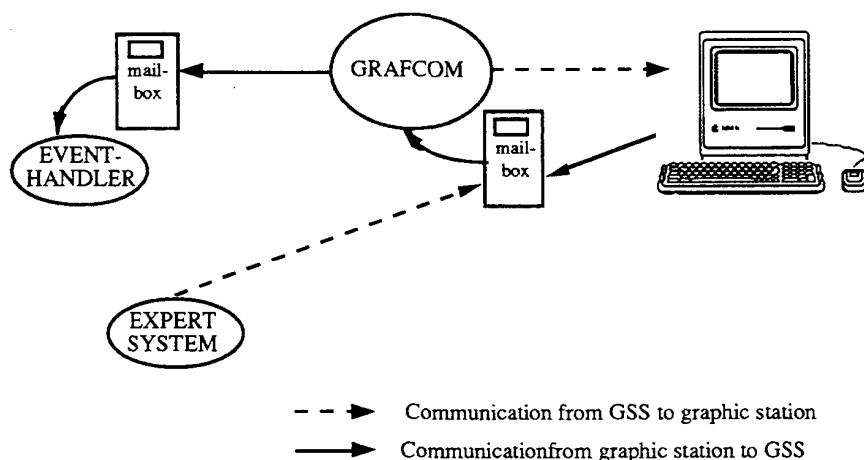 mail-
box
GRAFCOM
EVENT-
HANDLER
mail-
box
EXPERT
SYSTEM
Communication from GSS to graphic station
Communicationfrom graphic station to GSS